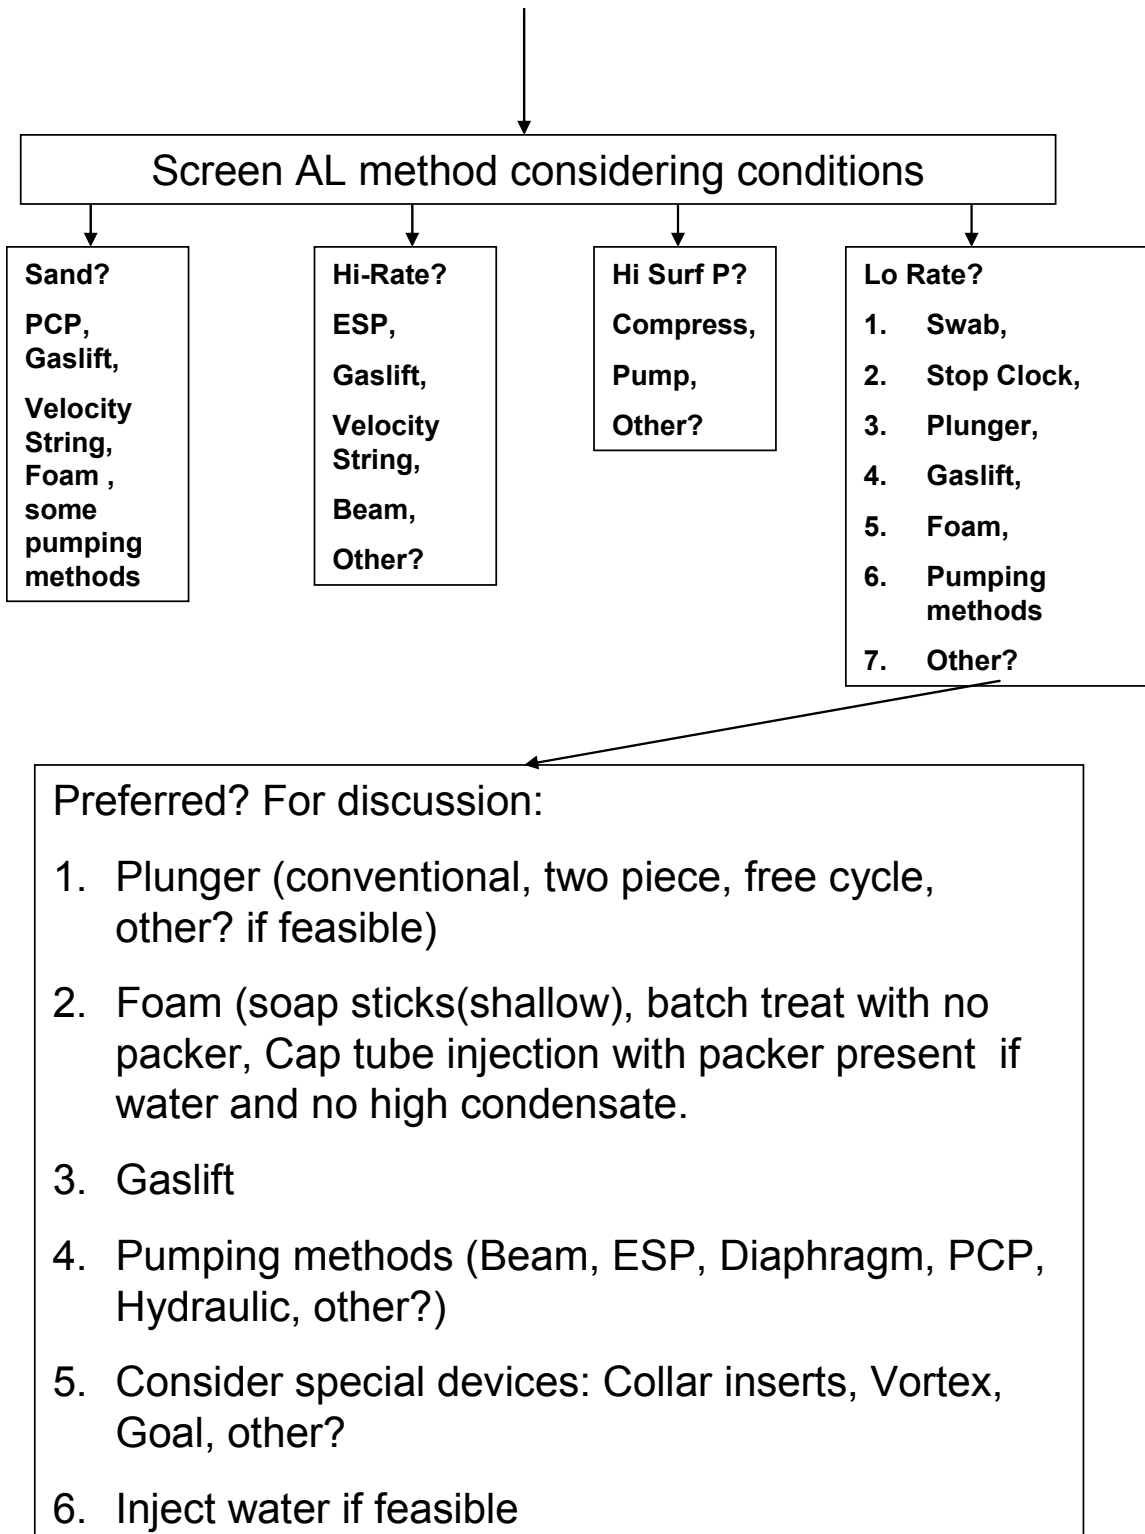 Screen AL method considering conditions
Sand?
PCP,
Gaslift,
Velocity
String,
Foam ,
some
pumping
methods
Hi-Rate?
ESP,
Gaslift,
Velocity
String,
Beam,
Other?
Hi Surf P?
Compress,
Pump,
Other?
Lo Rate?
1. Swab,
2. Stop Clock,
3. Plunger,
4. Gaslift,
5. Foam,
6. Pumping
methods
7. Other?
Preferred? For discussion:
1. Plunger (conventional, two piece, free cycle,
other? if feasible)
2. Foam (soap sticks(shallow), batch treat with no
packer, Cap tube injection with packer present if
water and no high condensate.
3. Gaslift
4. Pumping methods (Beam, ESP, Diaphragm, PCP,
Hydraulic, other?)
5. Consider special devices: Collar inserts, Vortex,
Goal, other?
6. Inject water if feasible